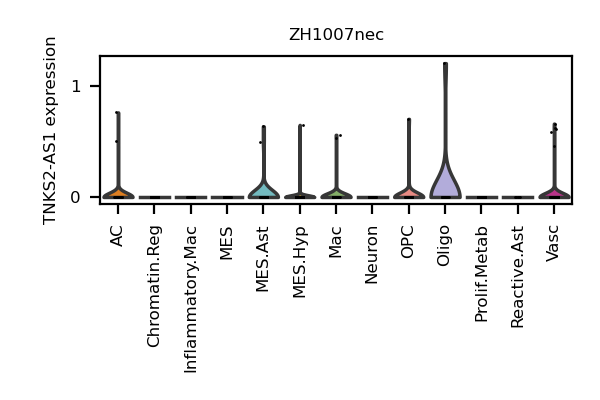 ZH1007nec
TNKS2-AS1 expression
1
0
AC
Chromatin.Reg
Inflammatory.Mac
MES
MES.Ast
MES.Hyp
Mac
Neuron
OPC
Oligo
Prolif.Metab
Reactive.Ast
Vasc